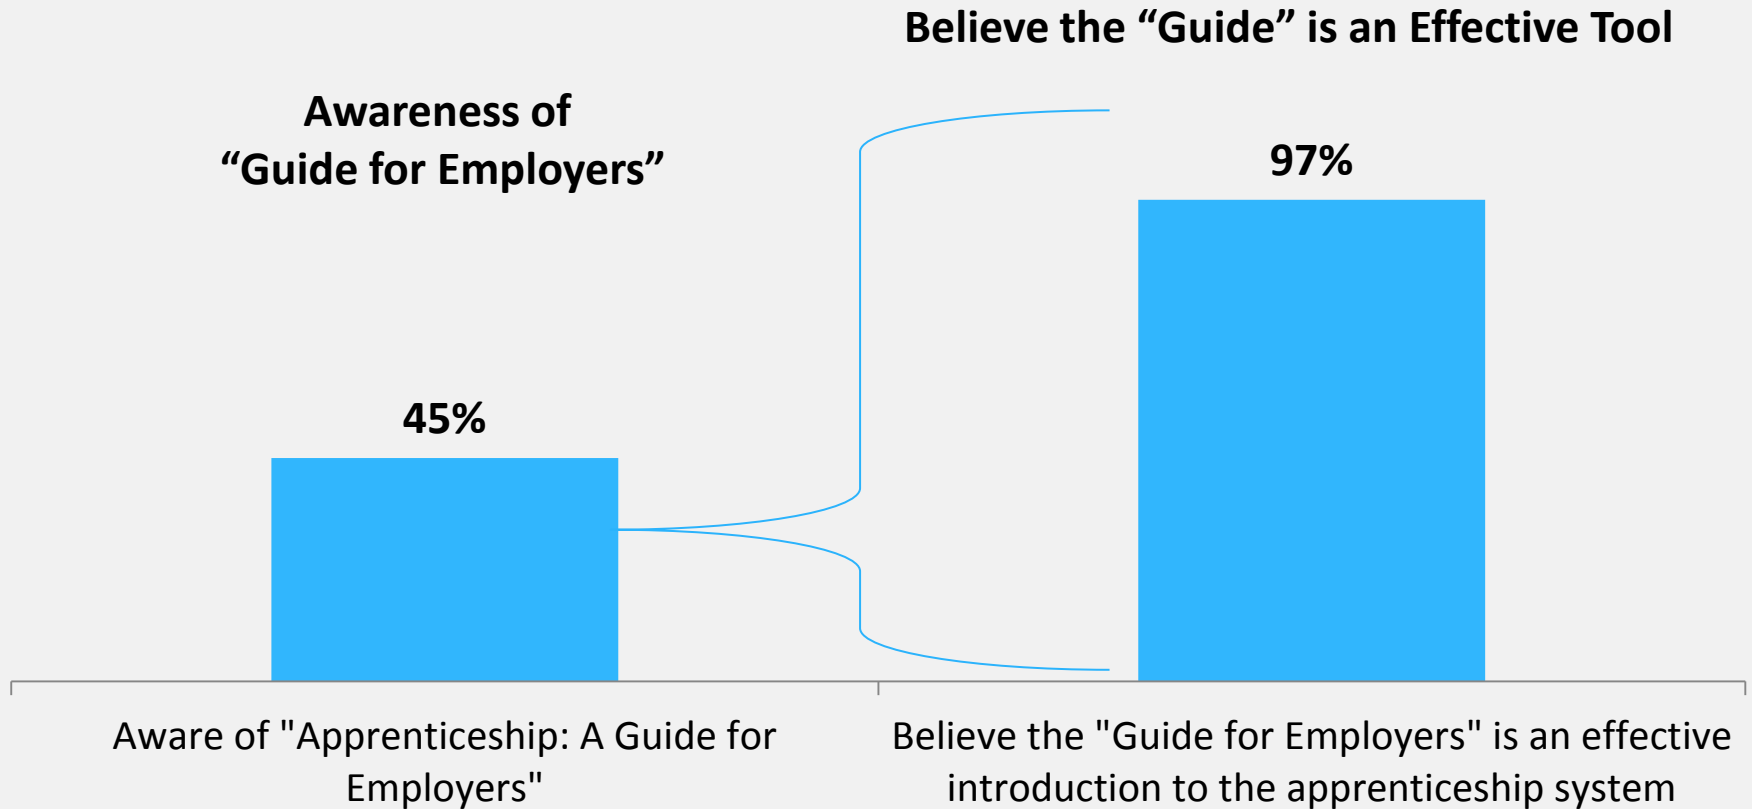 Believe the “Guide” is an Effective Tool
Awareness of
“Guide for Employers”
97%
45%
Aware of "Apprenticeship: A Guide for
Employers"
Believe the "Guide for Employers" is an effective
introduction to the apprenticeship system